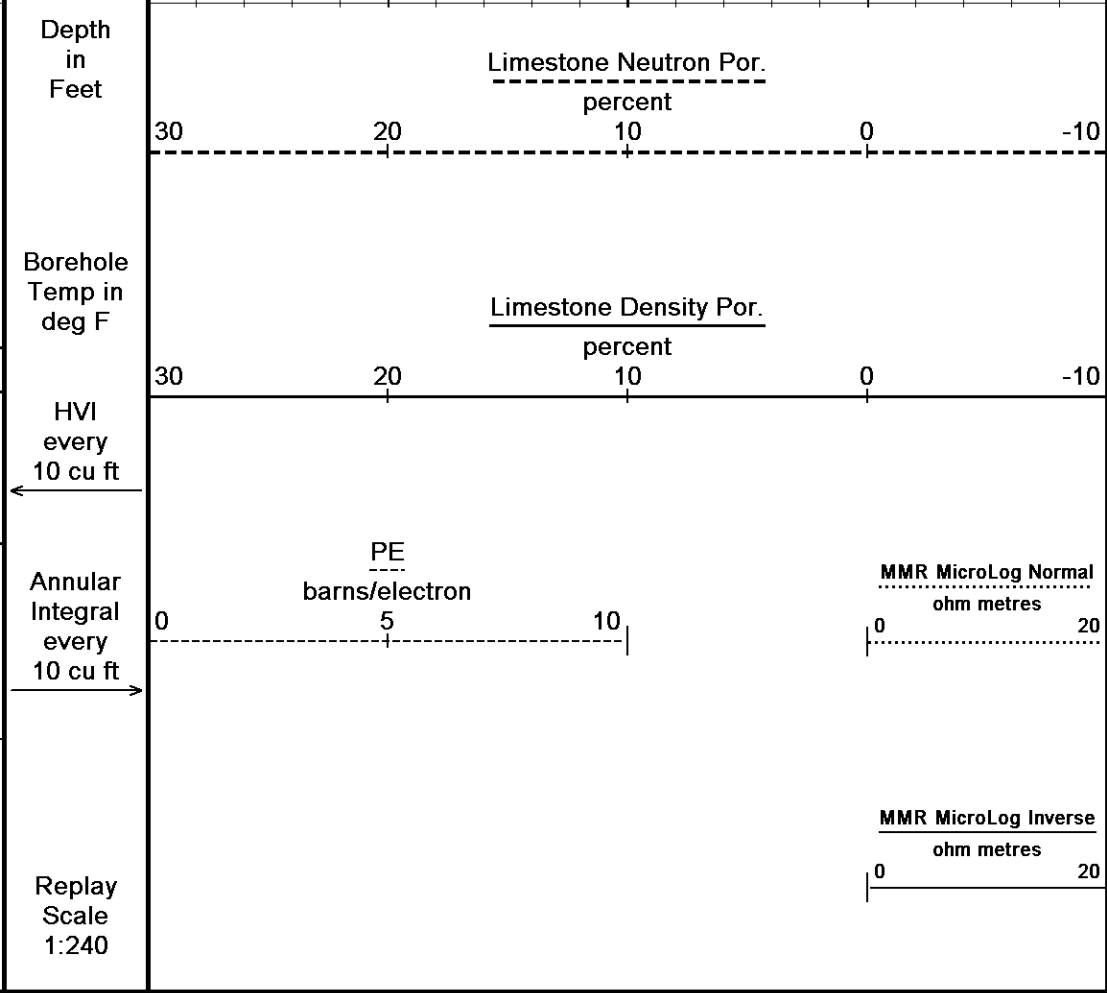 Depth
in
Feet
Borehole
Temp in
deg F
HVI
every
10 cu ft
Annular
Integral
every
10 cu ft
Replay
Scale
1:240
Limestone Neutron Por.
percent
30 20 10 0 -10
Limestone Density Por.
percent
30 20 10 0 -10
PE
barns/electron
0 5 10
MMR MicroLog Normal
ohm metres
0 20
MMR MicroLog Inverse
ohm metres
0 20